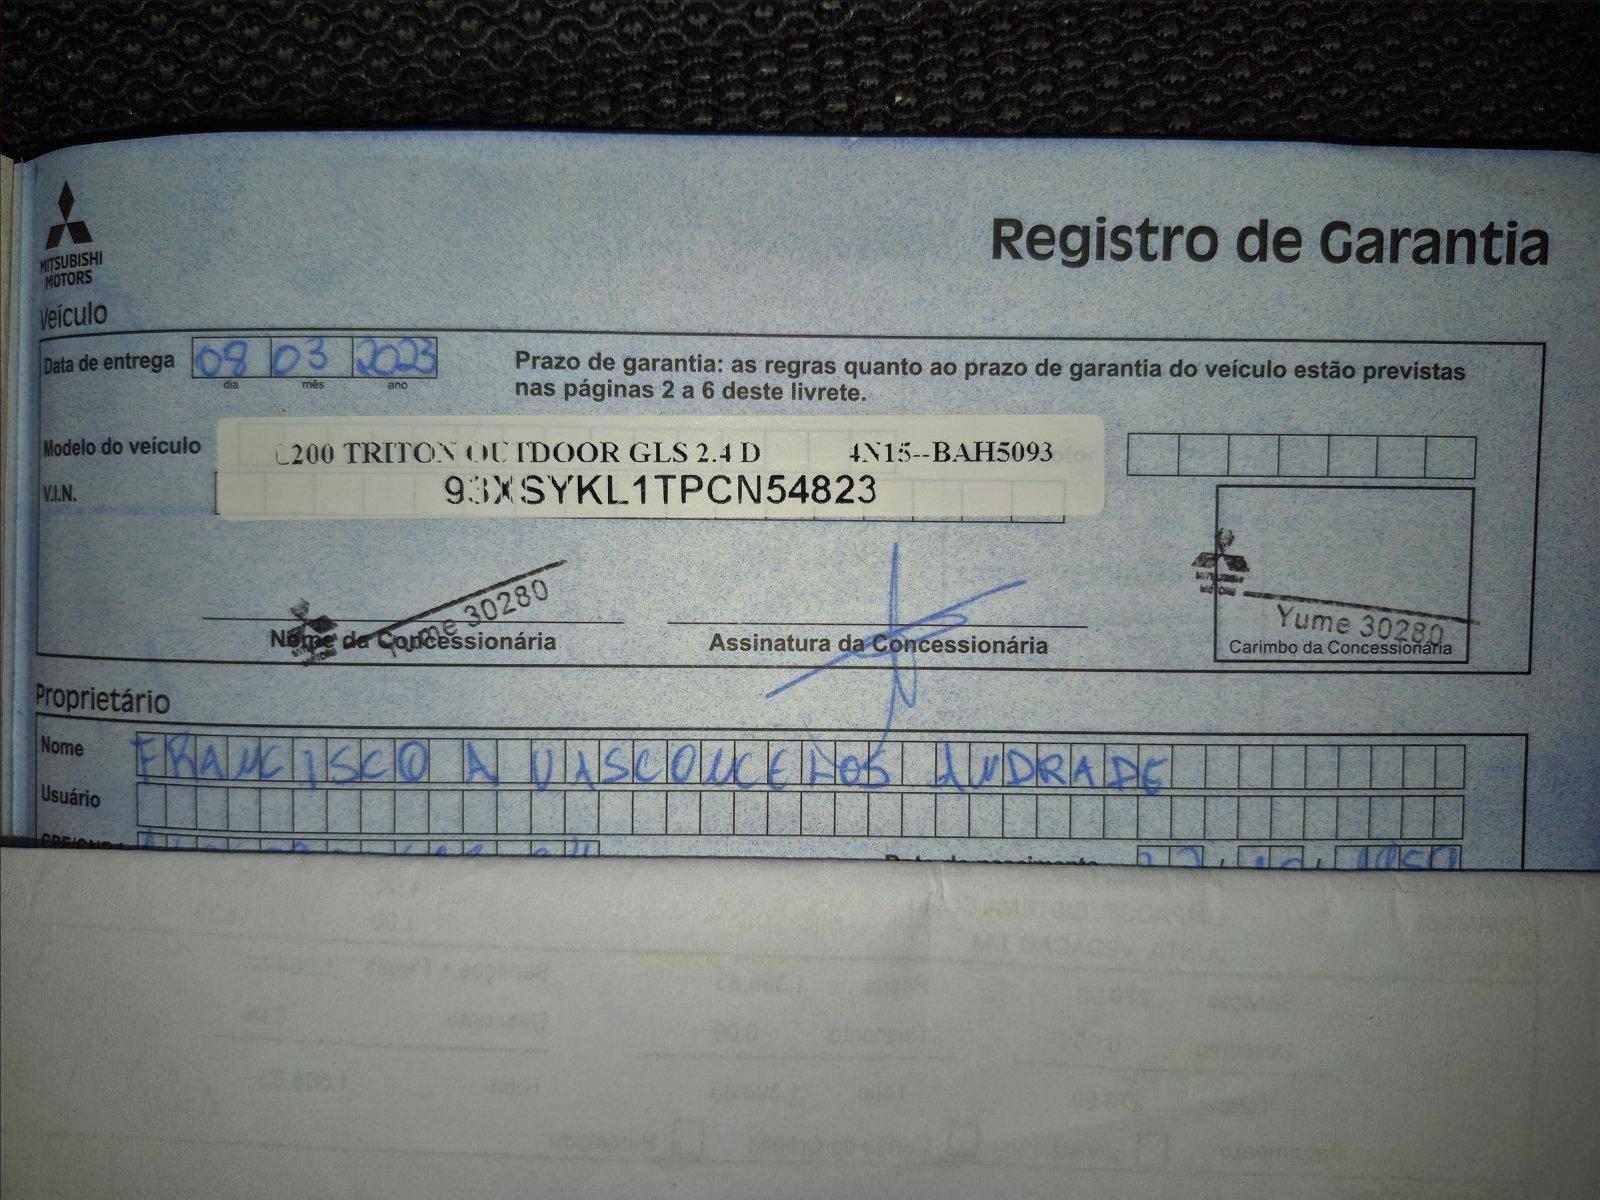 MITSUBISHI
MOTORS
Registro de Garantia
Veículo
Data de entrega 08 03 2023
dia mês ano
Prazo de garantia: as regras quanto ao prazo de garantia do veículo estão previstas
nas páginas 2 a 6 deste livrete.
Modelo do veículo L200 TRITON OUTDOOR GLS 2.4 D 4N15--BAH5093
V.I.N. 93XSYKL1TPCN54823
Yume 30280
Nome da Concessionária
Assinatura da Concessionária
Yume 30280
Carimbo da Concessionária
Proprietário
Nome FRANCISCO A VASCONCELOS ANDRADE
Usuário